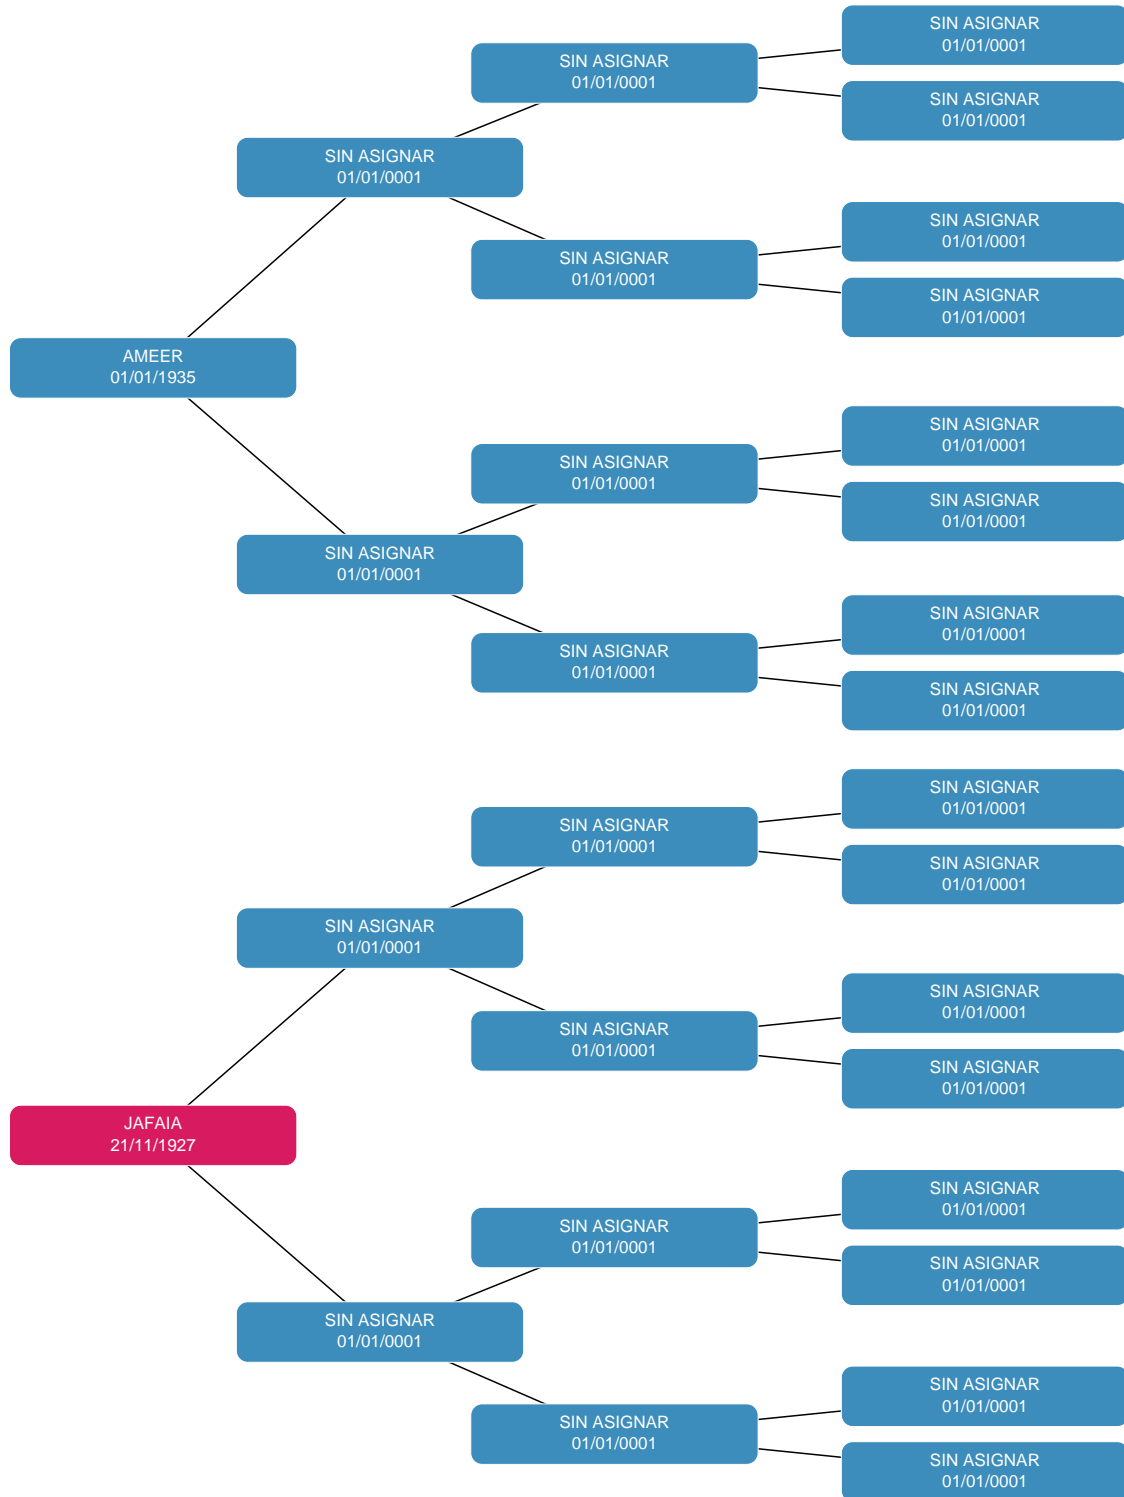 SIN ASIGNAR
01/01/0001
SIN ASIGNAR
01/01/0001
SIN ASIGNAR
01/01/0001
SIN ASIGNAR
01/01/0001
SIN ASIGNAR
01/01/0001
SIN ASIGNAR
01/01/0001
SIN ASIGNAR
01/01/0001
AMEER
01/01/1935
SIN ASIGNAR
01/01/0001
SIN ASIGNAR
01/01/0001
SIN ASIGNAR
01/01/0001
SIN ASIGNAR
01/01/0001
SIN ASIGNAR
01/01/0001
SIN ASIGNAR
01/01/0001
SIN ASIGNAR
01/01/0001
SIN ASIGNAR
01/01/0001
SIN ASIGNAR
01/01/0001
SIN ASIGNAR
01/01/0001
SIN ASIGNAR
01/01/0001
SIN ASIGNAR
01/01/0001
SIN ASIGNAR
01/01/0001
SIN ASIGNAR
01/01/0001
JAFAIA
21/11/1927
SIN ASIGNAR
01/01/0001
SIN ASIGNAR
01/01/0001
SIN ASIGNAR
01/01/0001
SIN ASIGNAR
01/01/0001
SIN ASIGNAR
01/01/0001
SIN ASIGNAR
01/01/0001
SIN ASIGNAR
01/01/0001